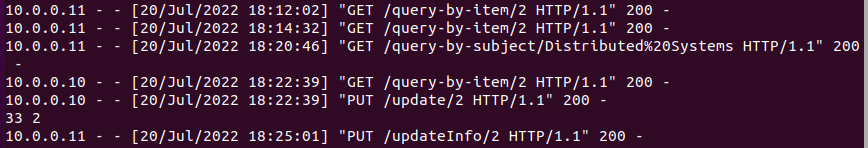 10.0.0.11 - - [20/Jul/2022 18:12:02] "GET /query-by-item/2 HTTP/1.1" 200 -
10.0.0.11 - - [20/Jul/2022 18:14:32] "GET /query-by-item/2 HTTP/1.1" 200 -
10.0.0.11 - - [20/Jul/2022 18:20:46] "GET /query-by-subject/Distributed%20Systems HTTP/1.1" 200
 -
10.0.0.10 - - [20/Jul/2022 18:22:39] "GET /query-by-item/2 HTTP/1.1" 200 -
10.0.0.10 - - [20/Jul/2022 18:22:39] "PUT /update/2 HTTP/1.1" 200 -
33 2
10.0.0.11 - - [20/Jul/2022 18:25:01] "PUT /updateInfo/2 HTTP/1.1" 200 -